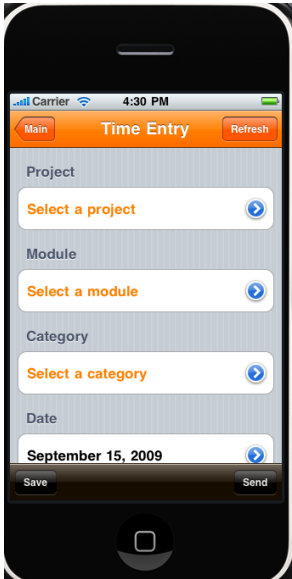 Carrier 4:30 PM
Main Time Entry Refresh
Project
Select a project
Module
Select a module
Category
Select a category
Date
September 15, 2009
Save Send